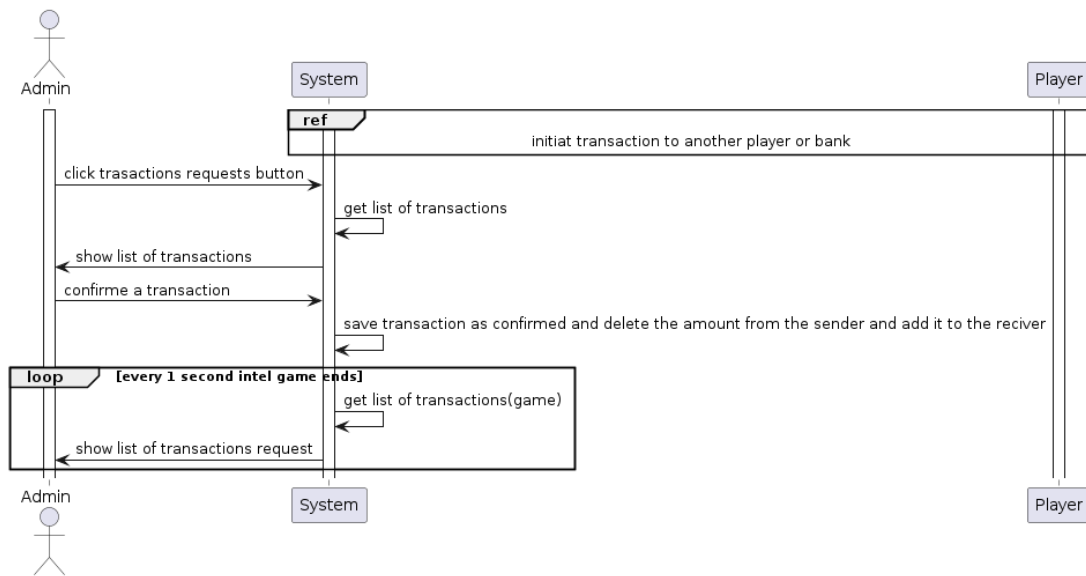 Admin
System
Player
ref
initiat transaction to another player or bank
click trasactions requests button
get list of transactions
show list of transactions
confirme a transaction
save transaction as confirmed and delete the amount from the sender and add it to the reciver
loop [every 1 second intel game ends]
get list of transactions(game)
show list of transactions request
Admin
System
Player